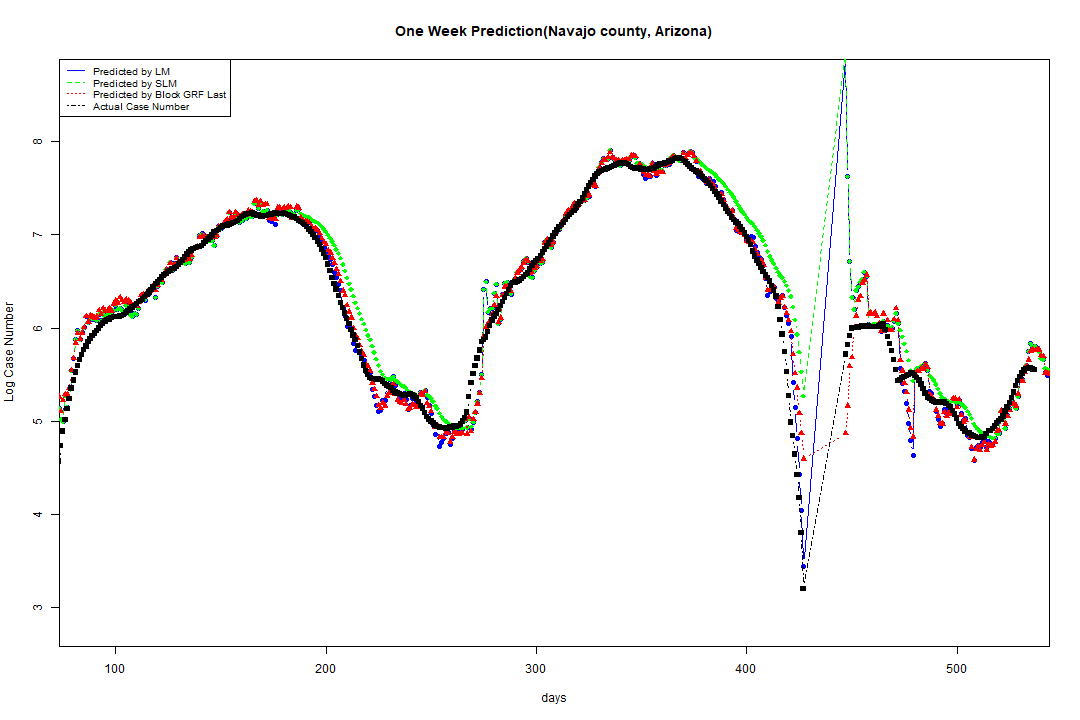 One Week Prediction(Navajo county, Arizona)
Predicted by LM
Predicted by SLM
Predicted by Block GRF Last
Actual Case Number
8
7
6
5
4
3
Log Case Number
100 200 300 400 500
days